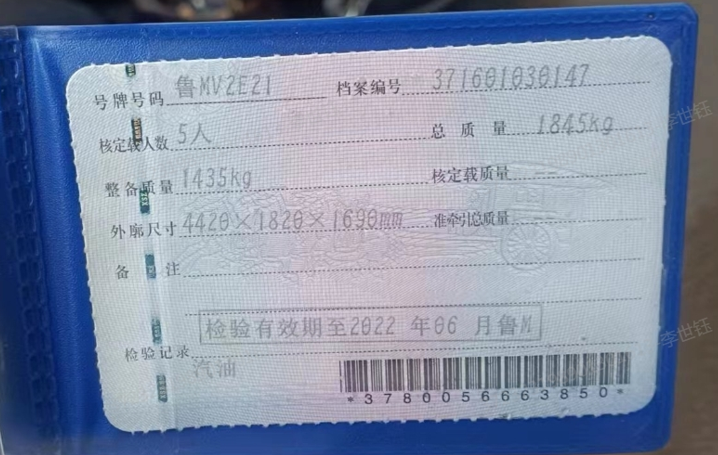 号牌号码 鲁MV2E21 档案编号 371601030147
核定载人数 5人 总质量 1845kg
整备质量 1435kg 核定载质量 --
外廓尺寸 4420×1820×1690mm 准牵引总质量 --
备注
检验有效期至2022 年06 月鲁M
检验记录
汽油
*3780056663850*
李世钰
李世钰